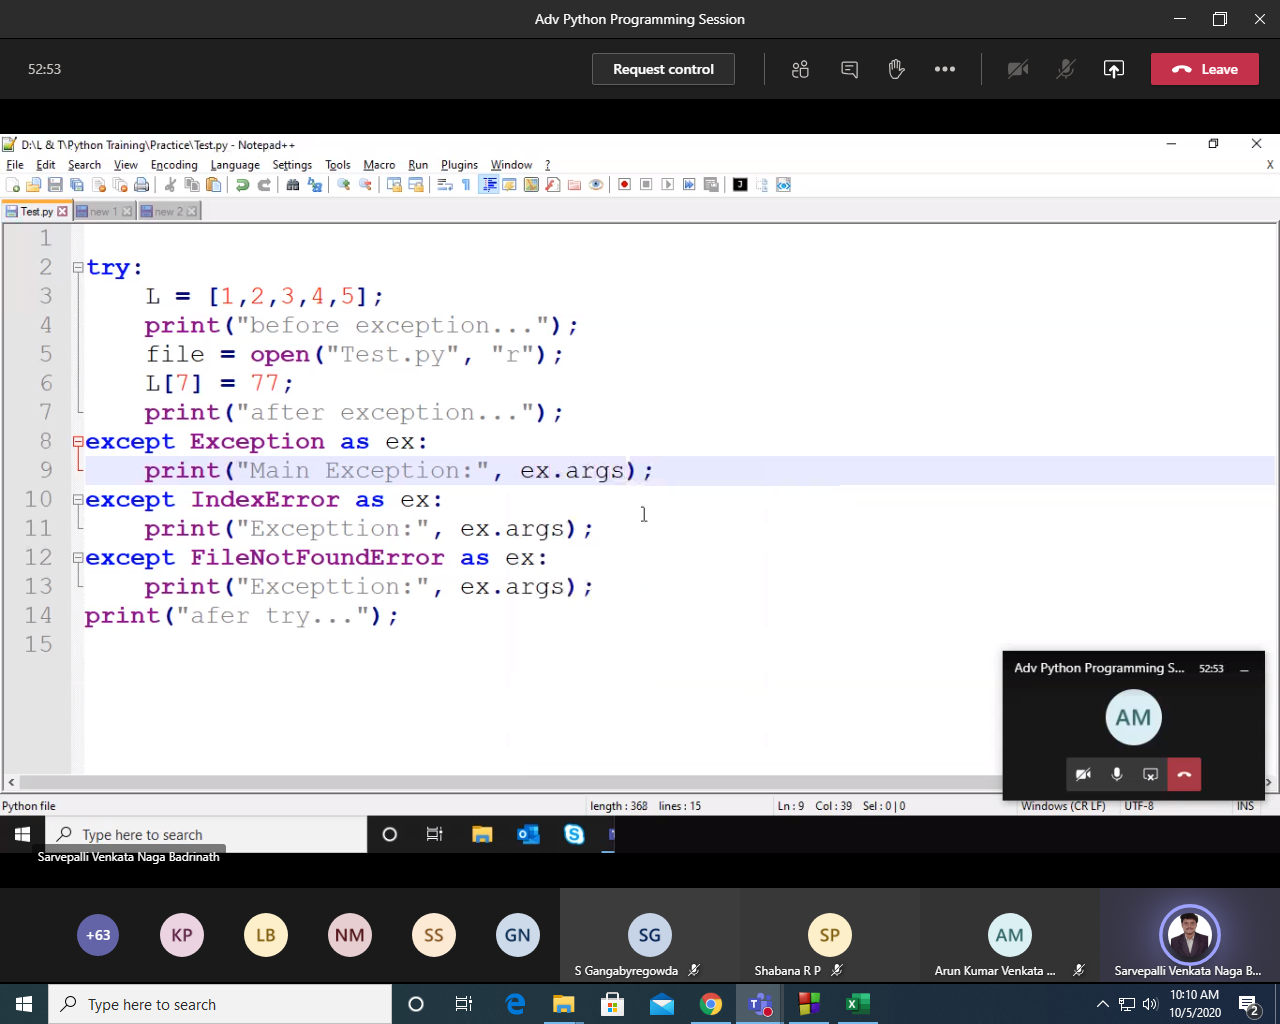 Adv Python Programming Session
52:53
Request control
Leave
D:\L & T\Python Training\Practice\Test.py - Notepad++
File Edit Search View Encoding Language Settings Tools Macro Run Plugins Window ?
X
Test.py new 1 new 2
1
2 try:
3 L = [1,2,3,4,5];
4 print("before exception...");
5 file = open("Test.py", "r");
6 L[7] = 77;
7 print("after exception...");
8 except Exception as ex:
9 print("Main Exception:", ex.args);
10 except IndexError as ex:
11 print("Excepttion:", ex.args);
12 except FileNotFoundError as ex:
13 print("Excepttion:", ex.args);
14 print("afer try...");
15
Adv Python Programming S... 52:53
AM
Python file length : 368 lines : 15 Ln : 9 Col : 39 Sel : 0 | 0 Windows (CR LF) UTF-8 INS
Type here to search
Sarvepalli Venkata Naga Badrinath
+63 KP LB NM SS GN SG SP AM
S Gangabyregowda Shabana R P Arun Kumar Venkata ... Sarvepalli Venkata Naga B...
Type here to search
10:10 AM
10/5/2020
2